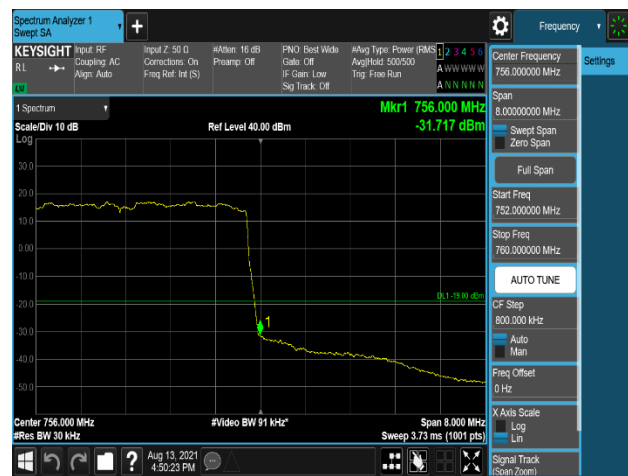 Spectrum Analyzer 1
Swept SA
Frequency
KEYSIGHT
RL
Input: RF
Coupling: AC
Align: Auto
Input Z: 50 Ω
Corrections: On
Freq Ref: Int (S)
#Atten: 16 dB
Preamp: Off
PNO: Best Wide
Gate: Off
IF Gain: Low
Sig Track: Off
#Avg Type: Power (RMS
Avg|Hold: 500/500
Trig: Free Run
1 2 3 4 5 6
A W W W W W
A N N N N N
LW
1 Spectrum
Scale/Div 10 dB
Log
Ref Level 40.00 dBm
Mkr1 756.000 MHz
-31.717 dBm
30.0
20.0
10.0
0.00
-10.0
-20.0
-30.0
-40.0
-50.0
DL1 -19.00 dBm
1
Center 756.000 MHz
#Res BW 30 kHz
#Video BW 91 kHz*
Span 8.000 MHz
Sweep 3.73 ms (1001 pts)
Aug 13, 2021
4:50:23 PM
Settings
Center Frequency
756.000000 MHz
Span
8.00000000 MHz
Swept Span
Zero Span
Full Span
Start Freq
752.000000 MHz
Stop Freq
760.000000 MHz
AUTO TUNE
CF Step
800.000 kHz
Auto
Man
Freq Offset
0 Hz
X Axis Scale
Log
Lin
Signal Track
(Span Zoom)